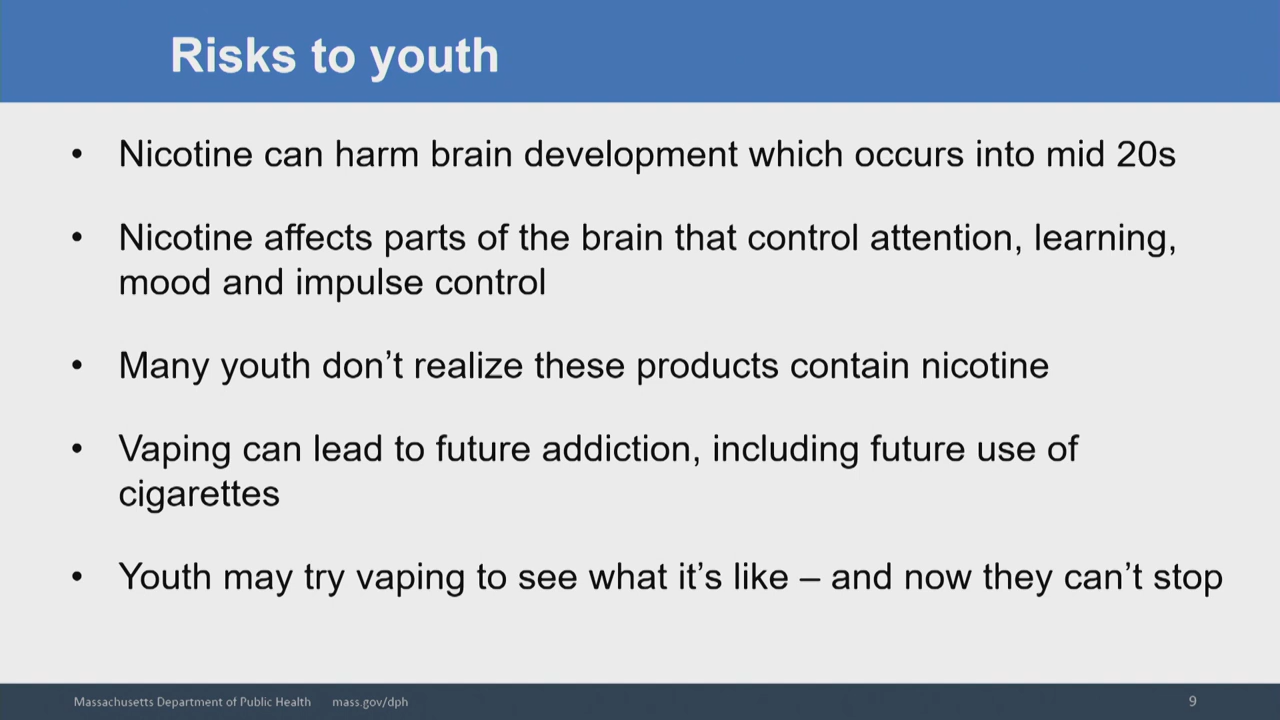 Risks to youth
• Nicotine can harm brain development which occurs into mid 20s
• Nicotine affects parts of the brain that control attention, learning,
mood and impulse control
• Many youth don’t realize these products contain nicotine
• Vaping can lead to future addiction, including future use of
cigarettes
• Youth may try vaping to see what it’s like – and now they can’t stop
Massachusetts Department of Public Health mass.gov/dph 9